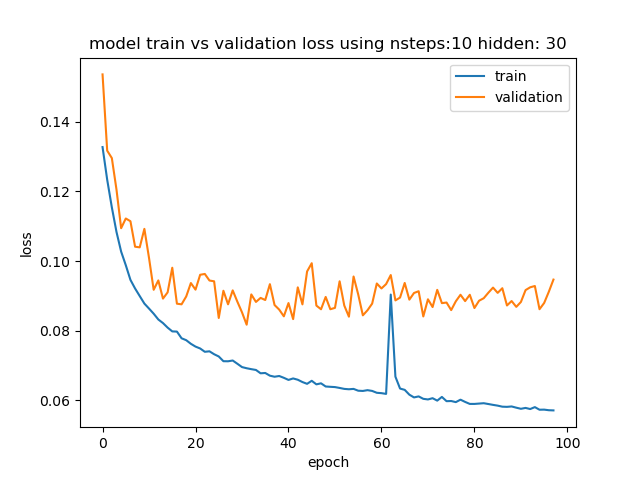 model train vs validation loss using nsteps:10 hidden: 30
train
validation
0.14
0.12
0.10
0.08
0.06
loss
0
20
40
60
80
100
epoch